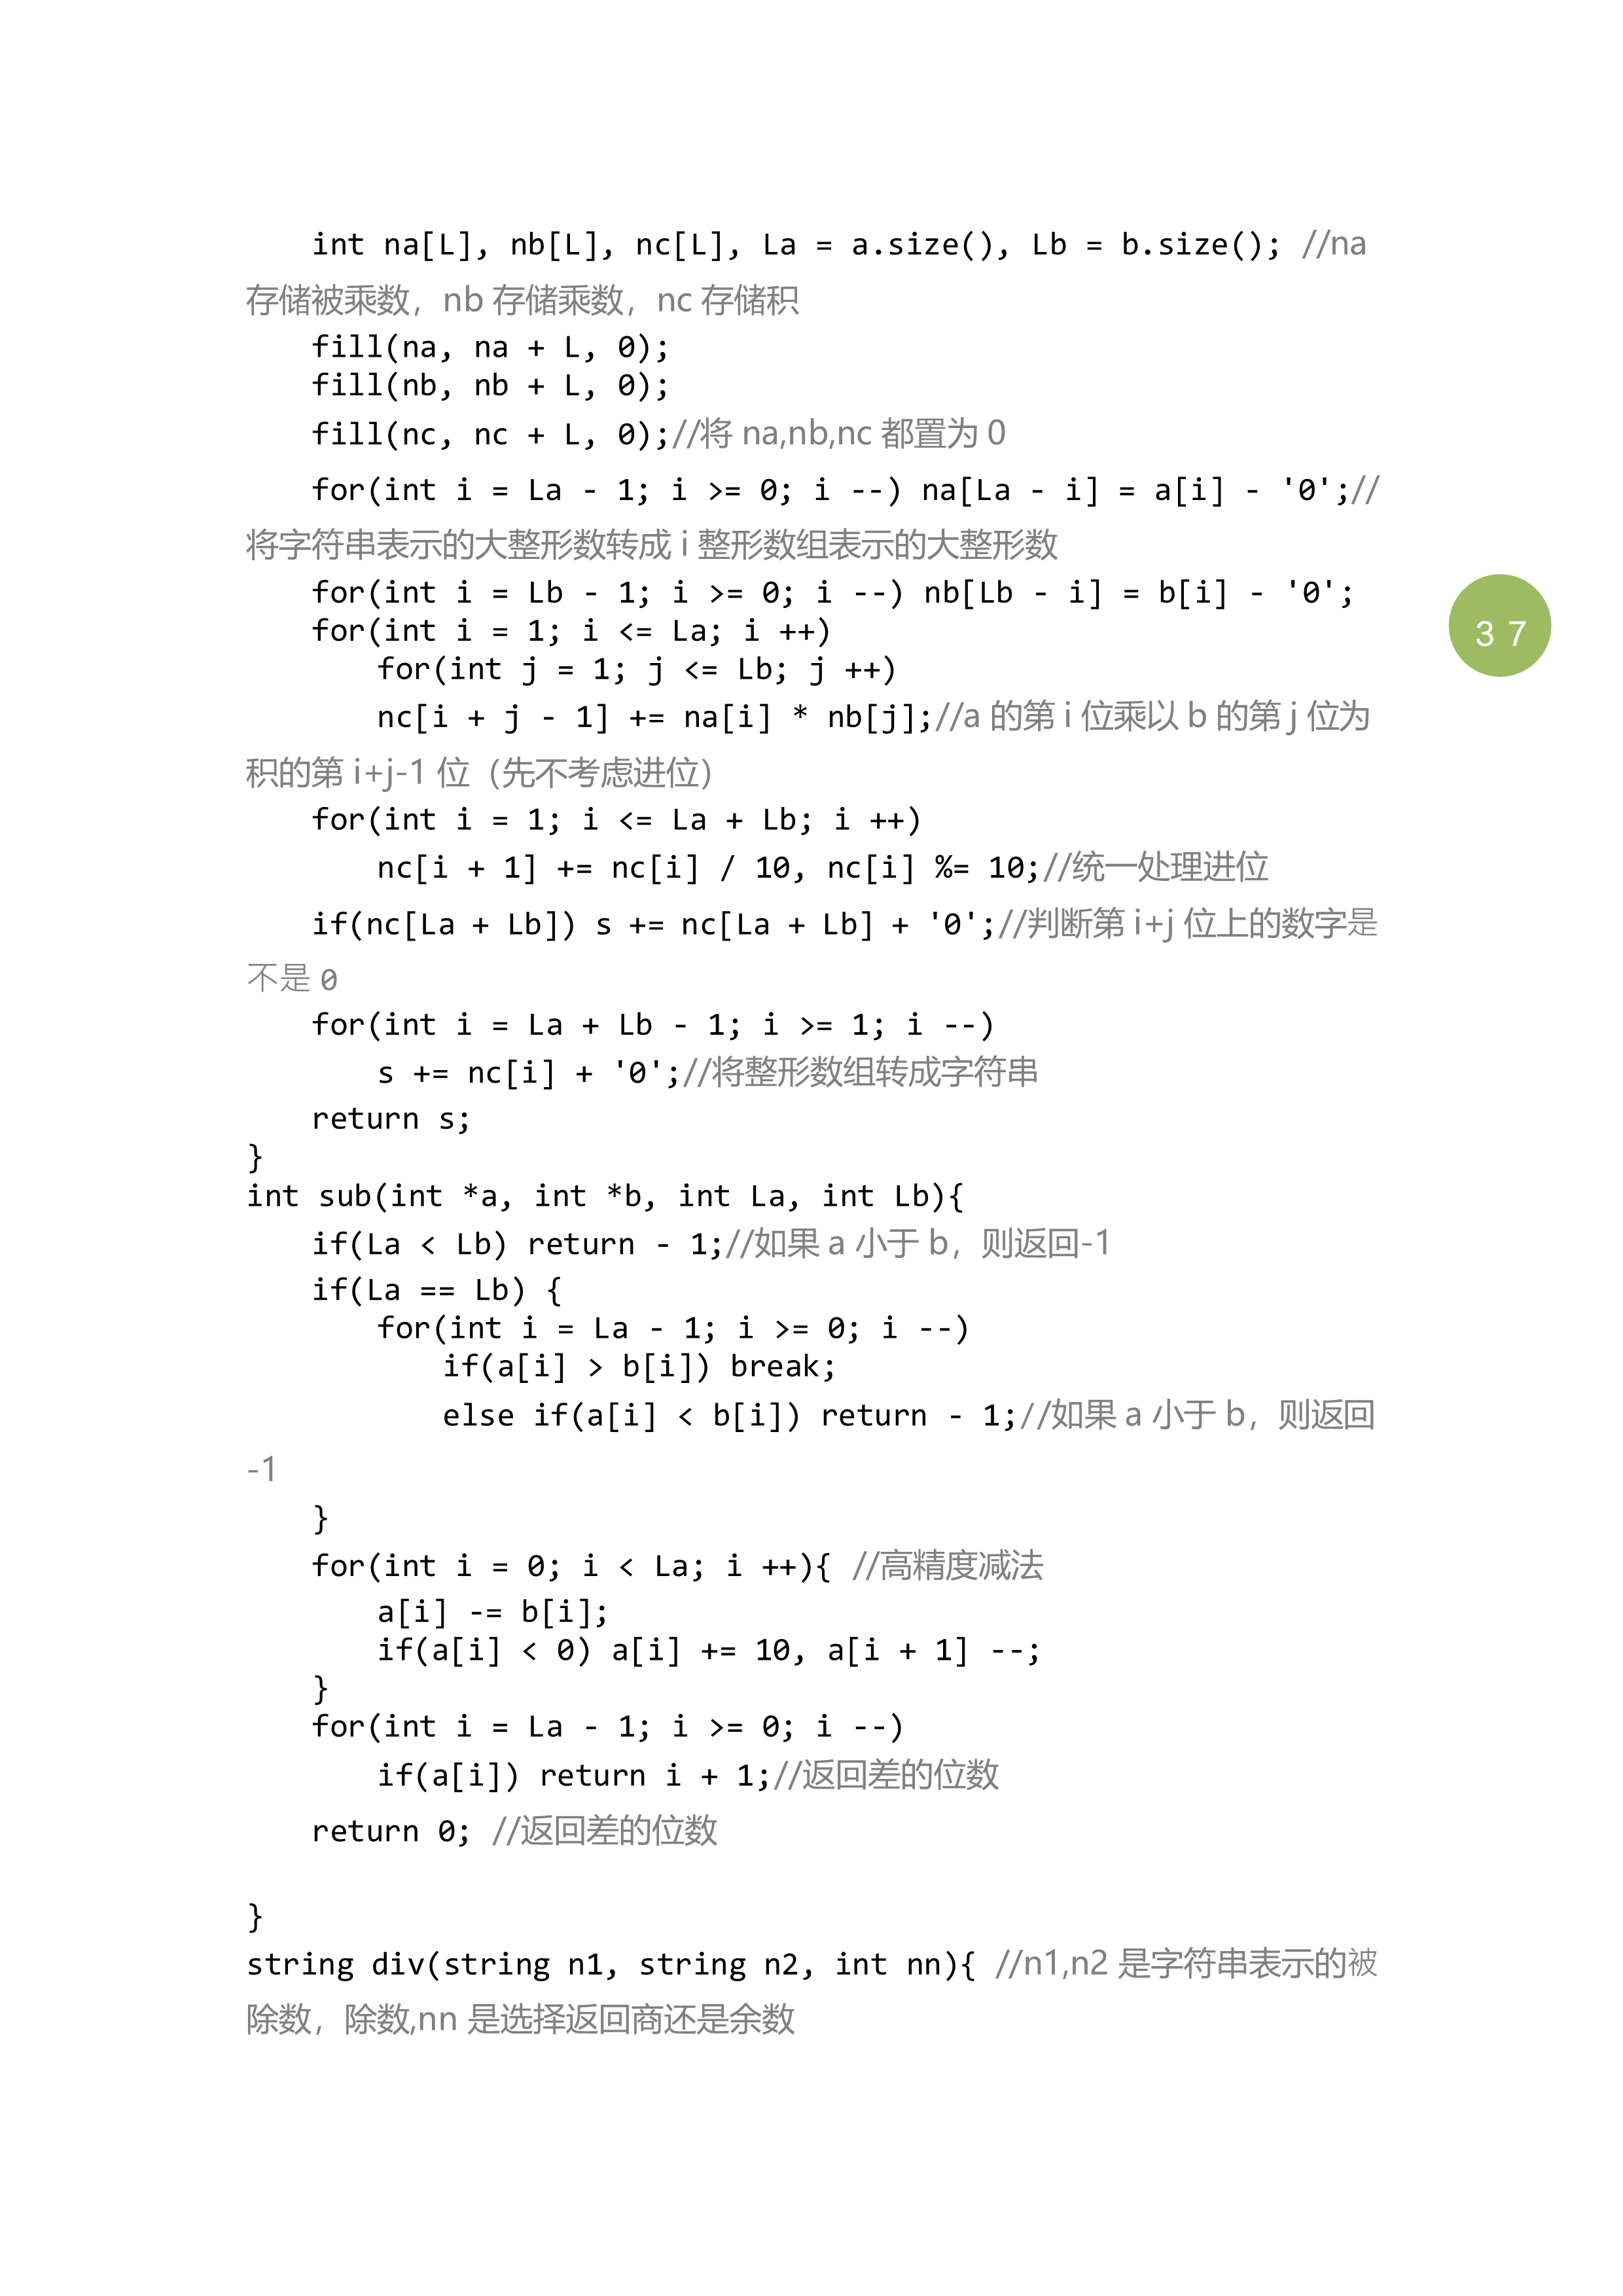 int na[L], nb[L], nc[L], La = a.size(), Lb = b.size(); //na
存储被乘数，nb 存储乘数，nc 存储积
fill(na, na + L, 0);
fill(nb, nb + L, 0);
fill(nc, nc + L, 0);//将 na,nb,nc 都置为 0
for(int i = La - 1; i >= 0; i --) na[La - i] = a[i] - '0';//
将字符串表示的大整形数转成 i 整形数组表示的大整形数
for(int i = Lb - 1; i >= 0; i --) nb[Lb - i] = b[i] - '0';
for(int i = 1; i <= La; i ++)
37
for(int j = 1; j <= Lb; j ++)
nc[i + j - 1] += na[i] * nb[j];//a 的第 i 位乘以 b 的第 j 位为
积的第 i+j-1 位（先不考虑进位）
for(int i = 1; i <= La + Lb; i ++)
nc[i + 1] += nc[i] / 10, nc[i] %= 10;//统一处理进位
if(nc[La + Lb]) s += nc[La + Lb] + '0';//判断第 i+j 位上的数字是
不是 0
for(int i = La + Lb - 1; i >= 1; i --)
s += nc[i] + '0';//将整形数组转成字符串
return s;
}
int sub(int *a, int *b, int La, int Lb){
if(La < Lb) return - 1;//如果 a 小于 b，则返回-1
if(La == Lb) {
for(int i = La - 1; i >= 0; i --)
if(a[i] > b[i]) break;
else if(a[i] < b[i]) return - 1;//如果 a 小于 b，则返回
-1
}
for(int i = 0; i < La; i ++){ //高精度减法
a[i] -= b[i];
if(a[i] < 0) a[i] += 10, a[i + 1] --;
}
for(int i = La - 1; i >= 0; i --)
if(a[i]) return i + 1;//返回差的位数
return 0; //返回差的位数
}
string div(string n1, string n2, int nn){ //n1,n2 是字符串表示的被
除数，除数,nn 是选择返回商还是余数